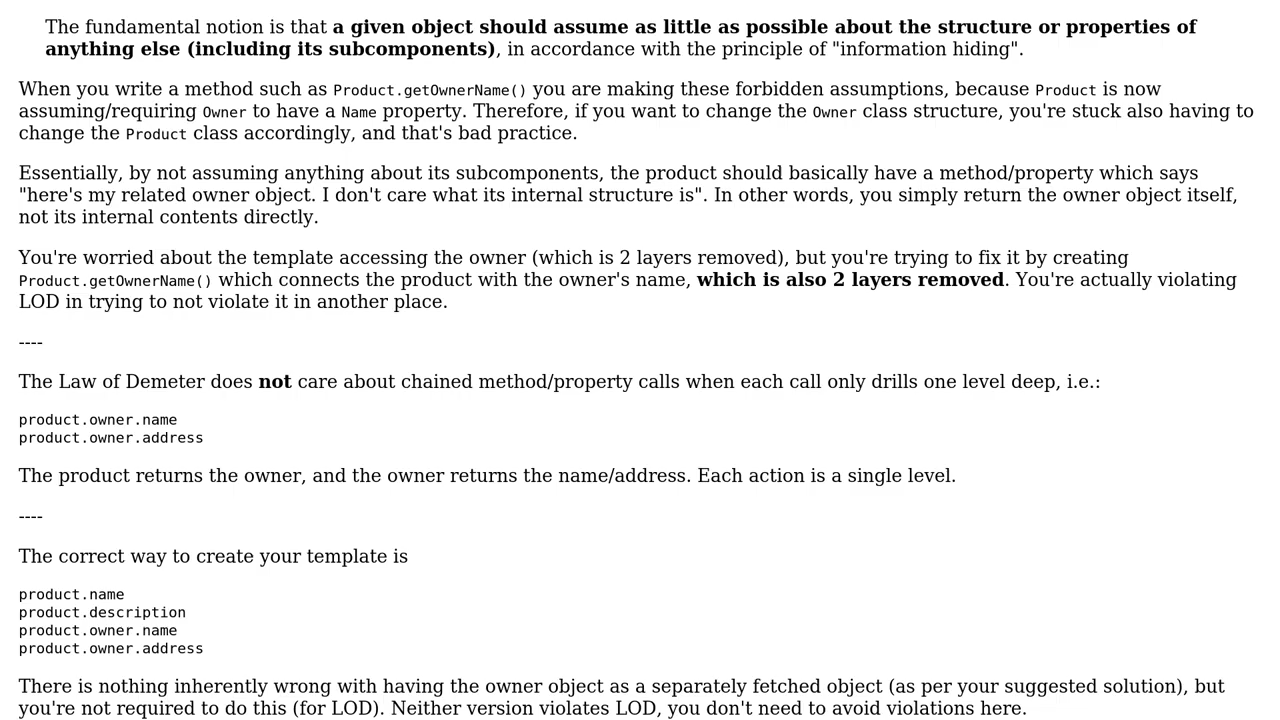 The fundamental notion is that a given object should assume as little as possible about the structure or properties of
anything else (including its subcomponents), in accordance with the principle of "information hiding".
When you write a method such as Product.getOwnerName() you are making these forbidden assumptions, because Product is now
assuming/requiring Owner to have a Name property. Therefore, if you want to change the Owner class structure, you're stuck also having to
change the Product class accordingly, and that's bad practice.
Essentially, by not assuming anything about its subcomponents, the product should basically have a method/property which says
"here's my related owner object. I don't care what its internal structure is". In other words, you simply return the owner object itself,
not its internal contents directly.
You're worried about the template accessing the owner (which is 2 layers removed), but you're trying to fix it by creating
Product.getOwnerName() which connects the product with the owner's name, which is also 2 layers removed. You're actually violating
LOD in trying to not violate it in another place.
----
The Law of Demeter does not care about chained method/property calls when each call only drills one level deep, i.e.:
product.owner.name
product.owner.address
The product returns the owner, and the owner returns the name/address. Each action is a single level.
----
The correct way to create your template is
product.name
product.description
product.owner.name
product.owner.address
There is nothing inherently wrong with having the owner object as a separately fetched object (as per your suggested solution), but
you're not required to do this (for LOD). Neither version violates LOD, you don't need to avoid violations here.